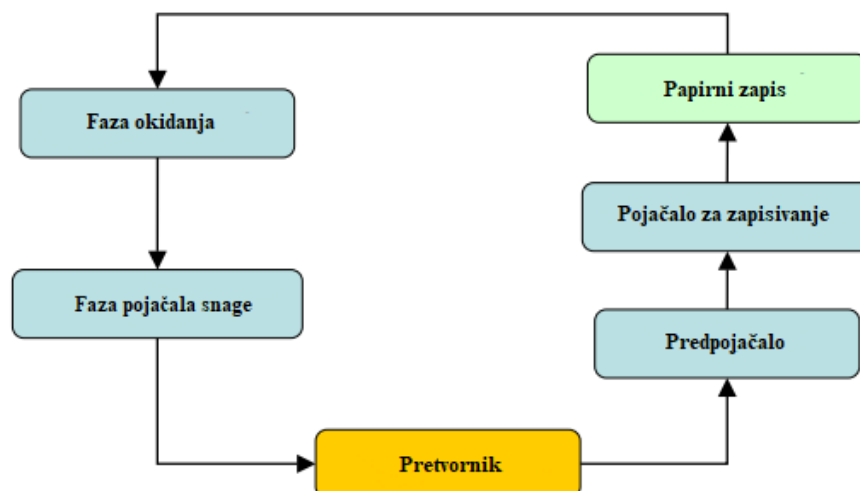 Papirni zapis
Faza okidanja
Pojačalo za zapisivanje
Faza pojačala snage
Predpojačalo
Pretvornik